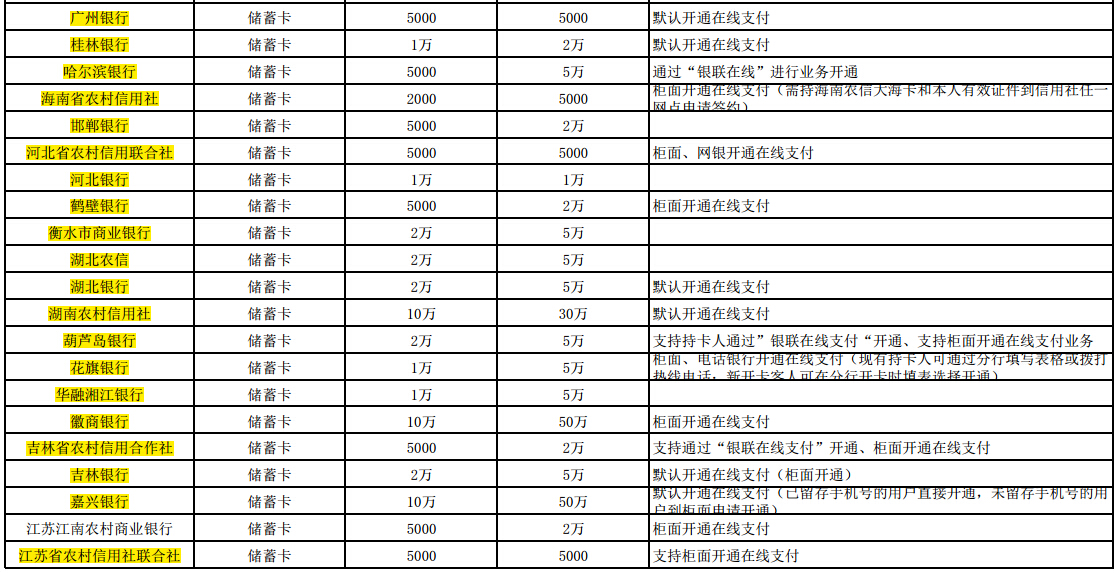 广州银行 储蓄卡 5000 5000 默认开通在线支付
桂林银行 储蓄卡 1万 2万 默认开通在线支付
哈尔滨银行 储蓄卡 5000 5万 通过“银联在线”进行业务开通
海南省农村信用社 储蓄卡 2000 5000 柜面开通在线支付（需持海南农信大海卡和本人有效证件到信用社任一
网点申请签约）
邯郸银行 储蓄卡 5000 2万
河北省农村信用联合社 储蓄卡 5000 5000 柜面、网银开通在线支付
河北银行 储蓄卡 1万 1万
鹤壁银行 储蓄卡 5000 2万 柜面开通在线支付
衡水市商业银行 储蓄卡 2万 5万
湖北农信 储蓄卡 2万 5万
湖北银行 储蓄卡 2万 5万 默认开通在线支付
湖南农村信用社 储蓄卡 10万 30万 默认开通在线支付
葫芦岛银行 储蓄卡 2万 5万 支持持卡人通过”银联在线支付“开通、支持柜面开通在线支付业务
花旗银行 储蓄卡 1万 5万 柜面、电话银行开通在线支付（现有持卡人可通过分行填写表格或拨打
热线电话；新开卡客人可在分行开卡时填表选择开通）
华融湘江银行 储蓄卡 1万 5万
徽商银行 储蓄卡 10万 50万 柜面开通在线支付
吉林省农村信用合作社 储蓄卡 5000 2万 支持通过“银联在线支付”开通、柜面开通在线支付
吉林银行 储蓄卡 2万 5万 默认开通在线支付（柜面开通）
嘉兴银行 储蓄卡 10万 50万 默认开通在线支付（已留存手机号的用户直接开通，未留存手机号的用
户到柜面申请开通）
江苏江南农村商业银行 储蓄卡 5000 2万 柜面开通在线支付
江苏省农村信用社联合社 储蓄卡 5000 5000 支持柜面开通在线支付